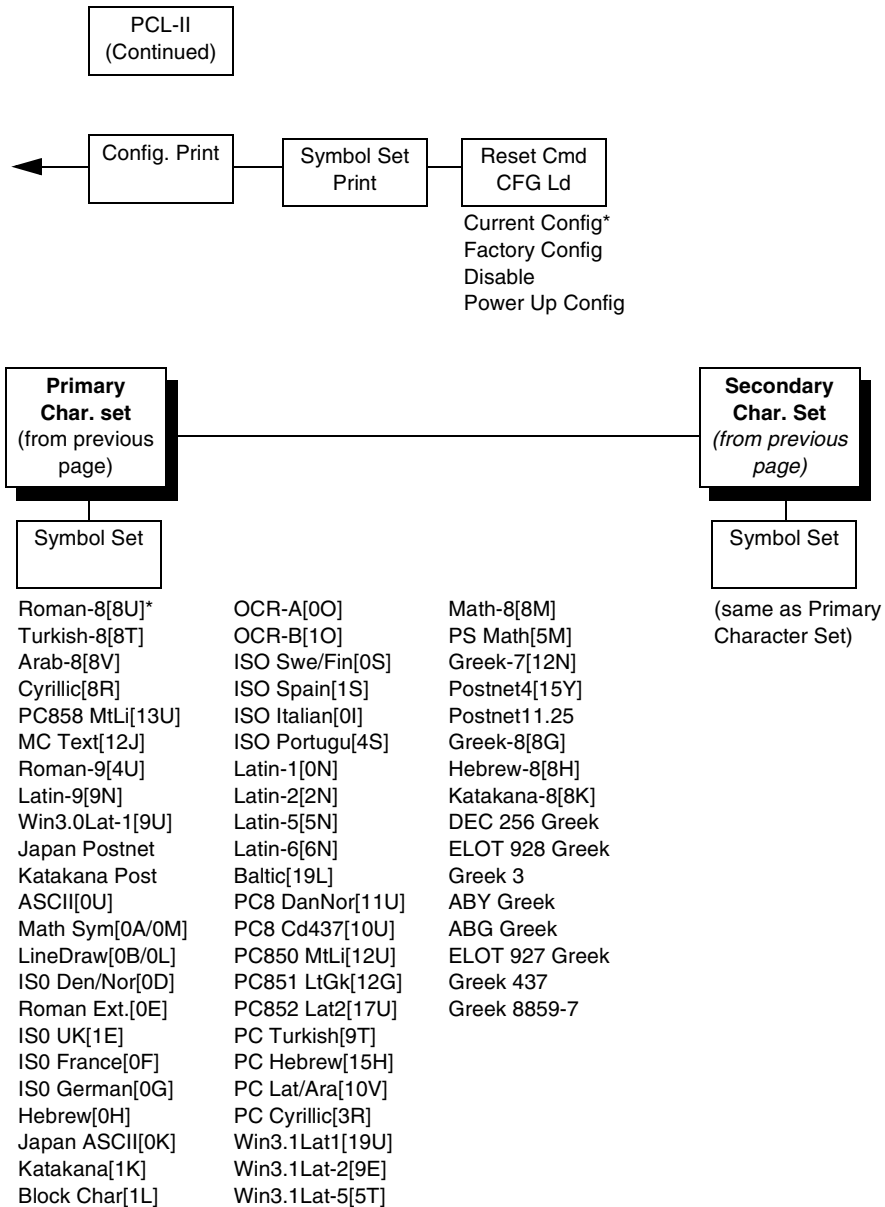 PCL-II
(Continued)
Config. Print
Symbol Set
Print
Reset Cmd
CFG Ld
Current Config*
Factory Config
Disable
Power Up Config
Primary
Char. set
(from previous
page)
Secondary
Char. Set
(from previous
page)
Symbol Set
Roman-8[8U]*
Turkish-8[8T]
Arab-8[8V]
Cyrillic[8R]
PC858 MtLi[13U]
MC Text[12J]
Roman-9[4U]
Latin-9[9N]
Win3.0Lat-1[9U]
Japan Postnet
Katakana Post
ASCII[0U]
Math Sym[0A/0M]
LineDraw[0B/0L]
IS0 Den/Nor[0D]
Roman Ext.[0E]
IS0 UK[1E]
IS0 France[0F]
IS0 German[0G]
Hebrew[0H]
Japan ASCII[0K]
Katakana[1K]
Block Char[1L]
OCR-A[0O]
OCR-B[1O]
ISO Swe/Fin[0S]
ISO Spain[1S]
ISO Italian[0I]
ISO Portugu[4S]
Latin-1[0N]
Latin-2[2N]
Latin-5[5N]
Latin-6[6N]
Baltic[19L]
PC8 DanNor[11U]
PC8 Cd437[10U]
PC850 MtLi[12U]
PC851 LtGk[12G]
PC852 Lat2[17U]
PC Turkish[9T]
PC Hebrew[15H]
PC Lat/Ara[10V]
PC Cyrillic[3R]
Win3.1Lat1[19U]
Win3.1Lat-2[9E]
Win3.1Lat-5[5T]
Math-8[8M]
PS Math[5M]
Greek-7[12N]
Postnet4[15Y]
Postnet11.25
Greek-8[8G]
Hebrew-8[8H]
Katakana-8[8K]
DEC 256 Greek
ELOT 928 Greek
Greek 3
ABY Greek
ABG Greek
ELOT 927 Greek
Greek 437
Greek 8859-7
Symbol Set
(same as Primary
Character Set)